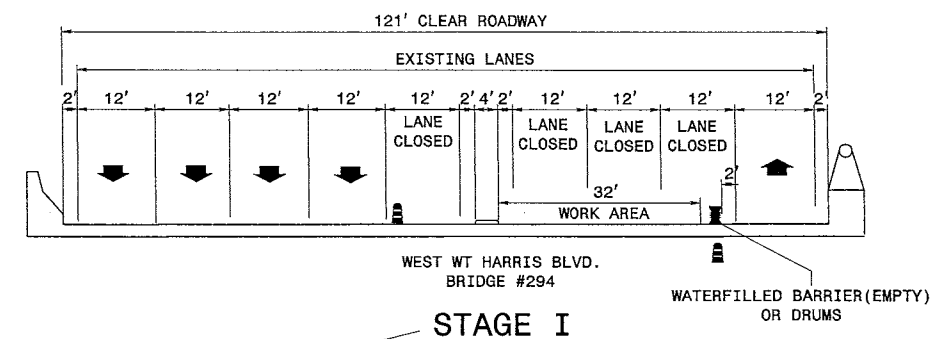 121' CLEAR ROADWAY
EXISTING LANES
2' 12' 12' 12' 12' 12' 2' 4' 2' 12' 12' 12' 12' 2'
LANE CLOSED
LANE CLOSED
LANE CLOSED
LANE CLOSED
2'
32'
WORK AREA
WEST WT HARRIS BLVD.
BRIDGE #294
WATERFILLED BARRIER(EMPTY)
OR DRUMS
STAGE I